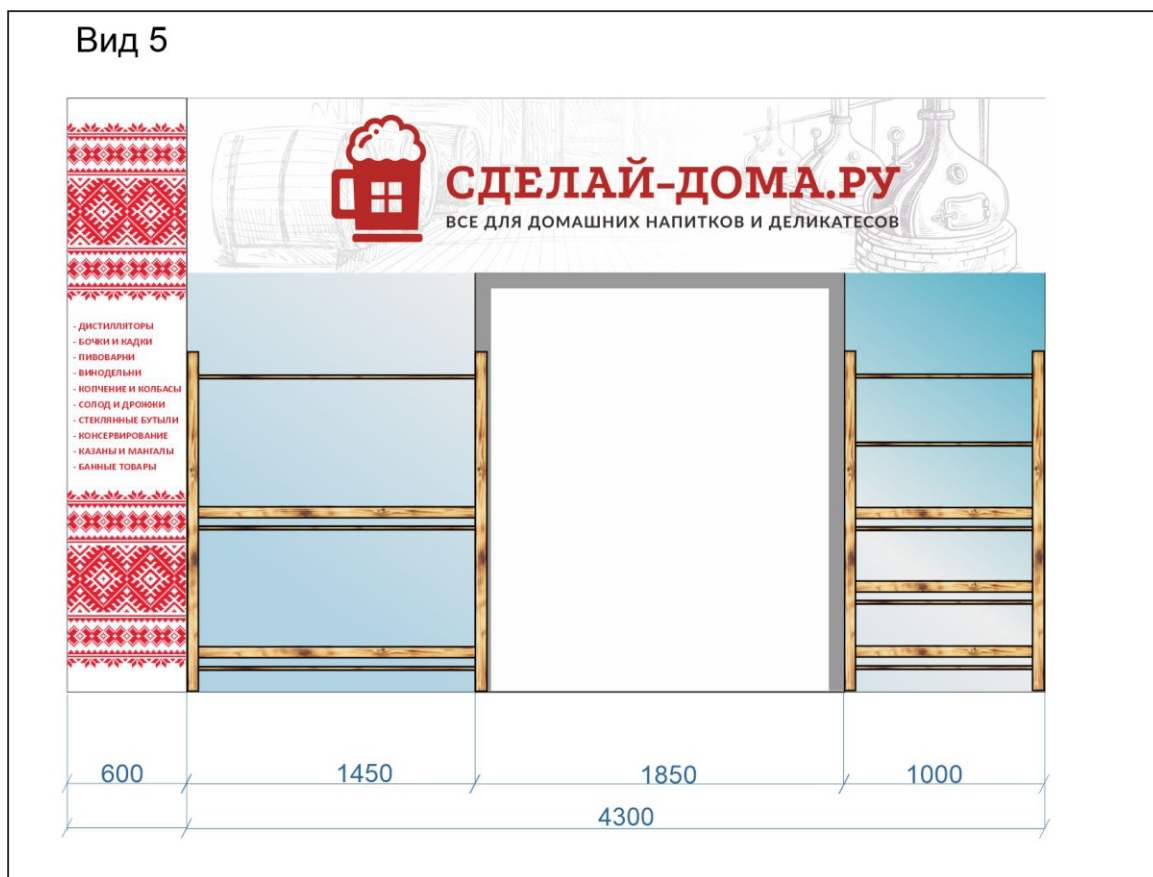 Вид 5
СДЕЛАЙ-ДОМА.РУ
ВСЕ ДЛЯ ДОМАШНИХ НАПИТКОВ И ДЕЛИКАТЕСОВ
- ДИСТИЛЛЯТОРЫ
- БОЧКИ И КАДКИ
- ПИВОВАРНИ
- ВИНОДЕЛЬНИ
- КОПЧЕНИЕ И КОЛБАСЫ
- СОЛОД И ДРОЖЖИ
- СТЕКЛЯННЫЕ БУТЫЛИ
- КОНСЕРВИРОВАНИЕ
- КАЗАНЫ И МАНГАЛЫ
- БАННЫЕ ТОВАРЫ
600 1450 1850 1000
4300